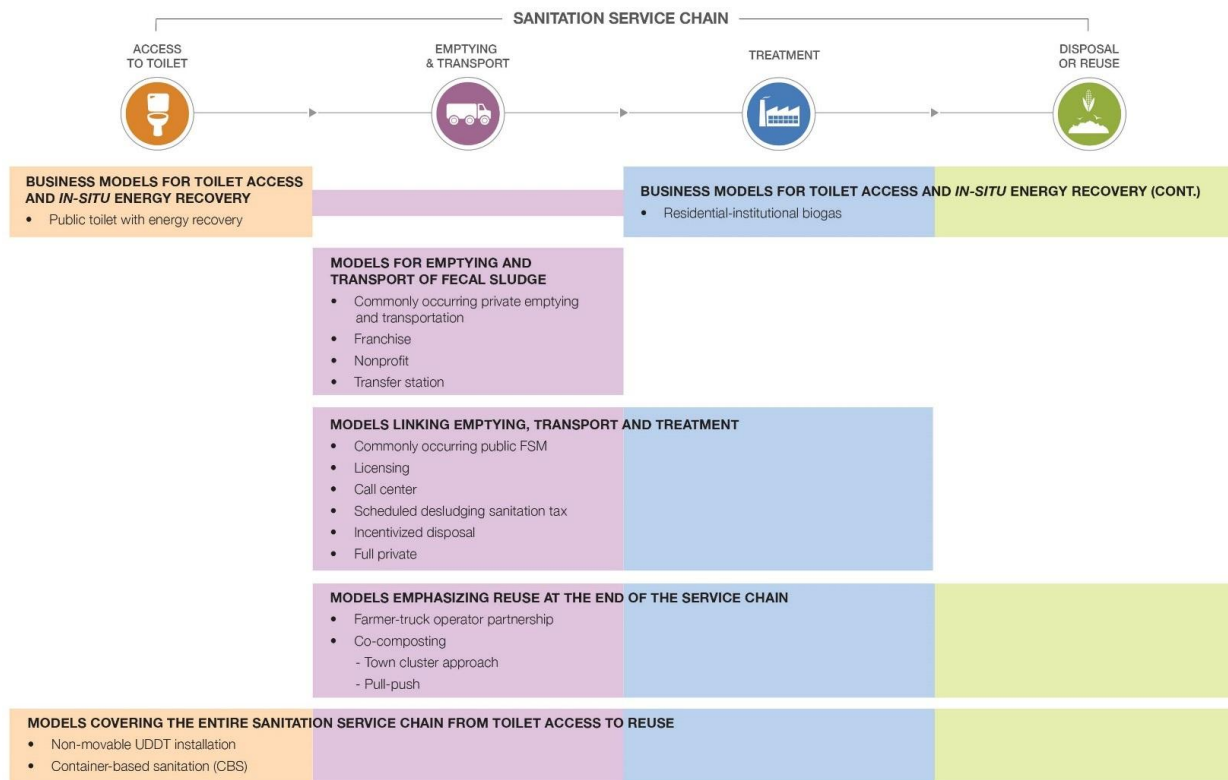 SANITATION SERVICE CHAIN
ACCESS
TO TOILET
EMPTYING
& TRANSPORT
TREATMENT
DISPOSAL
OR REUSE
BUSINESS MODELS FOR TOILET ACCESS
AND IN-SITU ENERGY RECOVERY
• Public toilet with energy recovery
BUSINESS MODELS FOR TOILET ACCESS AND IN-SITU ENERGY RECOVERY (CONT.)
• Residential-institutional biogas
MODELS FOR EMPTYING AND
TRANSPORT OF FECAL SLUDGE
• Commonly occurring private emptying
and transportation
• Franchise
• Nonprofit
• Transfer station
MODELS LINKING EMPTYING, TRANSPORT AND TREATMENT
• Commonly occurring public FSM
• Licensing
• Call center
• Scheduled desludging sanitation tax
• Incentivized disposal
• Full private
MODELS EMPHASIZING REUSE AT THE END OF THE SERVICE CHAIN
• Farmer-truck operator partnership
• Co-composting
- Town cluster approach
- Pull-push
MODELS COVERING THE ENTIRE SANITATION SERVICE CHAIN FROM TOILET ACCESS TO REUSE
• Non-movable UDDT installation
• Container-based sanitation (CBS)